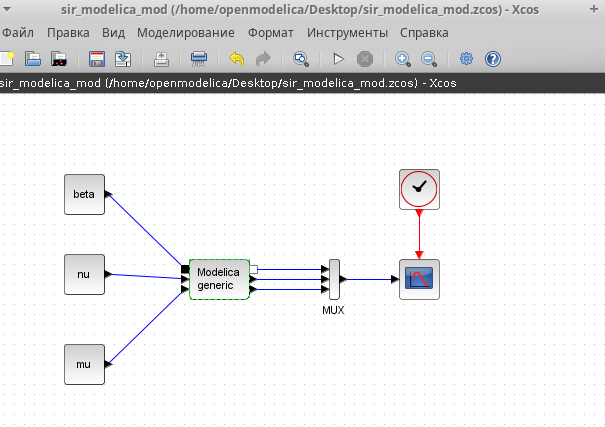 sir_modelica_mod (/home/openmodelica/Desktop/sir_modelica_mod.zcos) - Xcos
Файл Правка Вид Моделирование Формат Инструменты Справка
sir_modelica_mod (/home/openmodelica/Desktop/sir_modelica_mod.zcos) - Xcos
beta
nu
Modelica
generic
MUX
mu